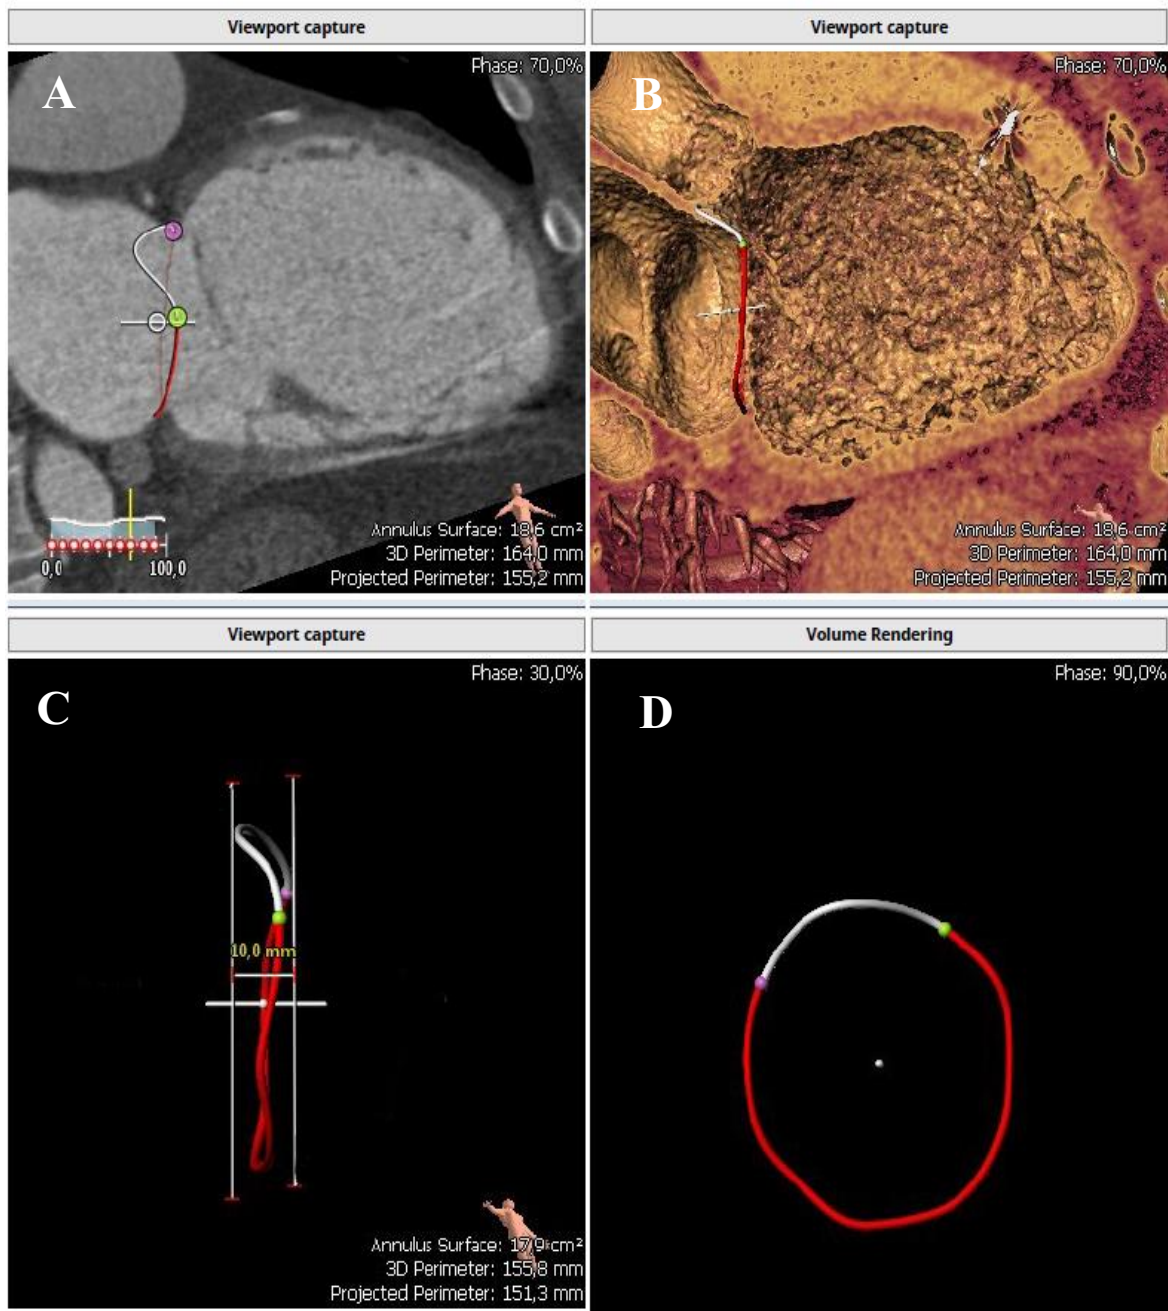 Viewport capture
Viewport capture
A
Phase: 70,0%
B
Phase: 70,0%
0,0
100,0
Annulus Surface: 18,6 cm²
3D Perimeter: 164,0 mm
Projected Perimeter: 155,2 mm
Annulus Surface: 18,6 cm²
3D Perimeter: 164,0 mm
Projected Perimeter: 155,2 mm
Viewport capture
Volume Rendering
C
Phase: 30,0%
D
Phase: 90,0%
10,0 mm
Annulus Surface: 17,9 cm²
3D Perimeter: 155,8 mm
Projected Perimeter: 151,3 mm